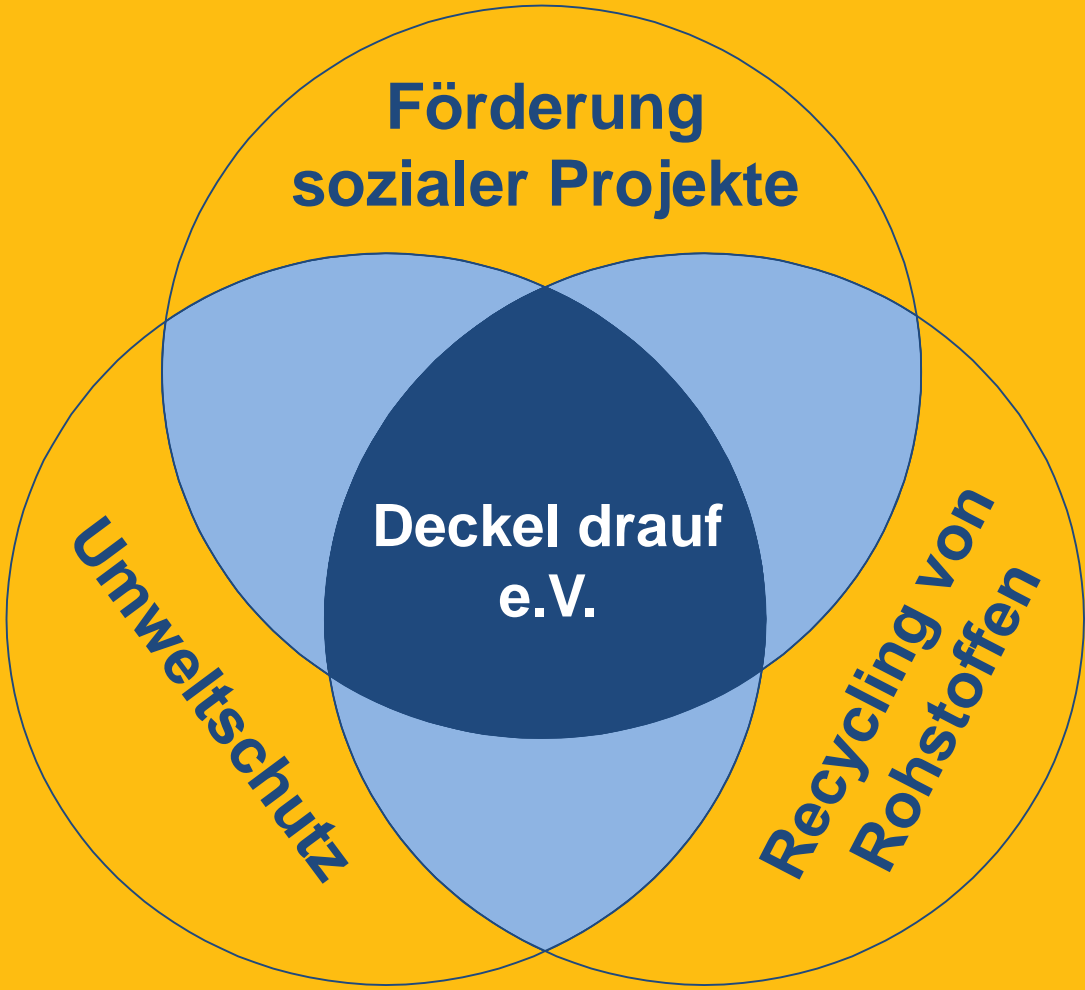 Förderung
sozialer Projekte
Deckel drauf
e.V.
Umweltschutz
Recycling von
Rohstoffen